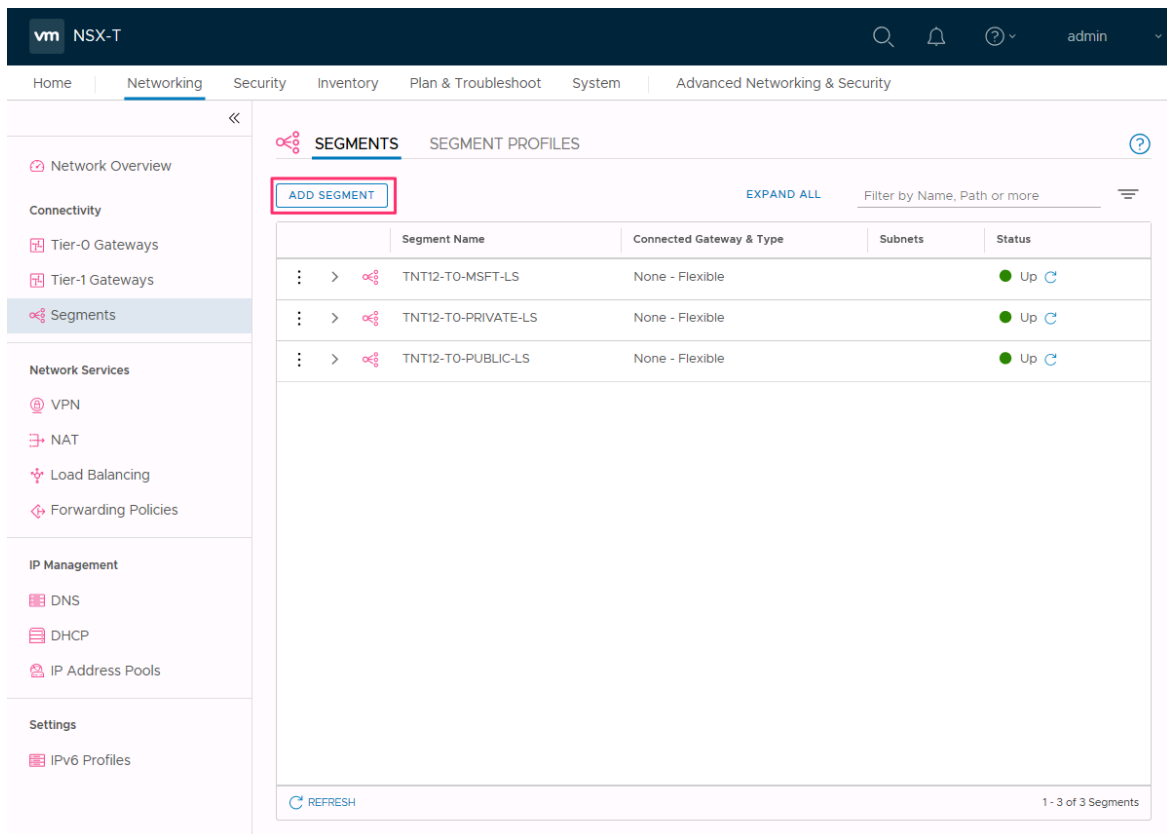 vm NSX-T admin
Home Networking Security Inventory Plan & Troubleshoot System Advanced Networking & Security
Network Overview
Connectivity
Tier-0 Gateways
Tier-1 Gateways
Segments
Network Services
VPN
NAT
Load Balancing
Forwarding Policies
IP Management
DNS
DHCP
IP Address Pools
Settings
IPv6 Profiles
SEGMENTS SEGMENT PROFILES
ADD SEGMENT EXPAND ALL Filter by Name, Path or more
Segment Name Connected Gateway & Type Subnets Status
TNT12-T0-MSFT-LS None - Flexible Up
TNT12-T0-PRIVATE-LS None - Flexible Up
TNT12-T0-PUBLIC-LS None - Flexible Up
REFRESH 1 - 3 of 3 Segments